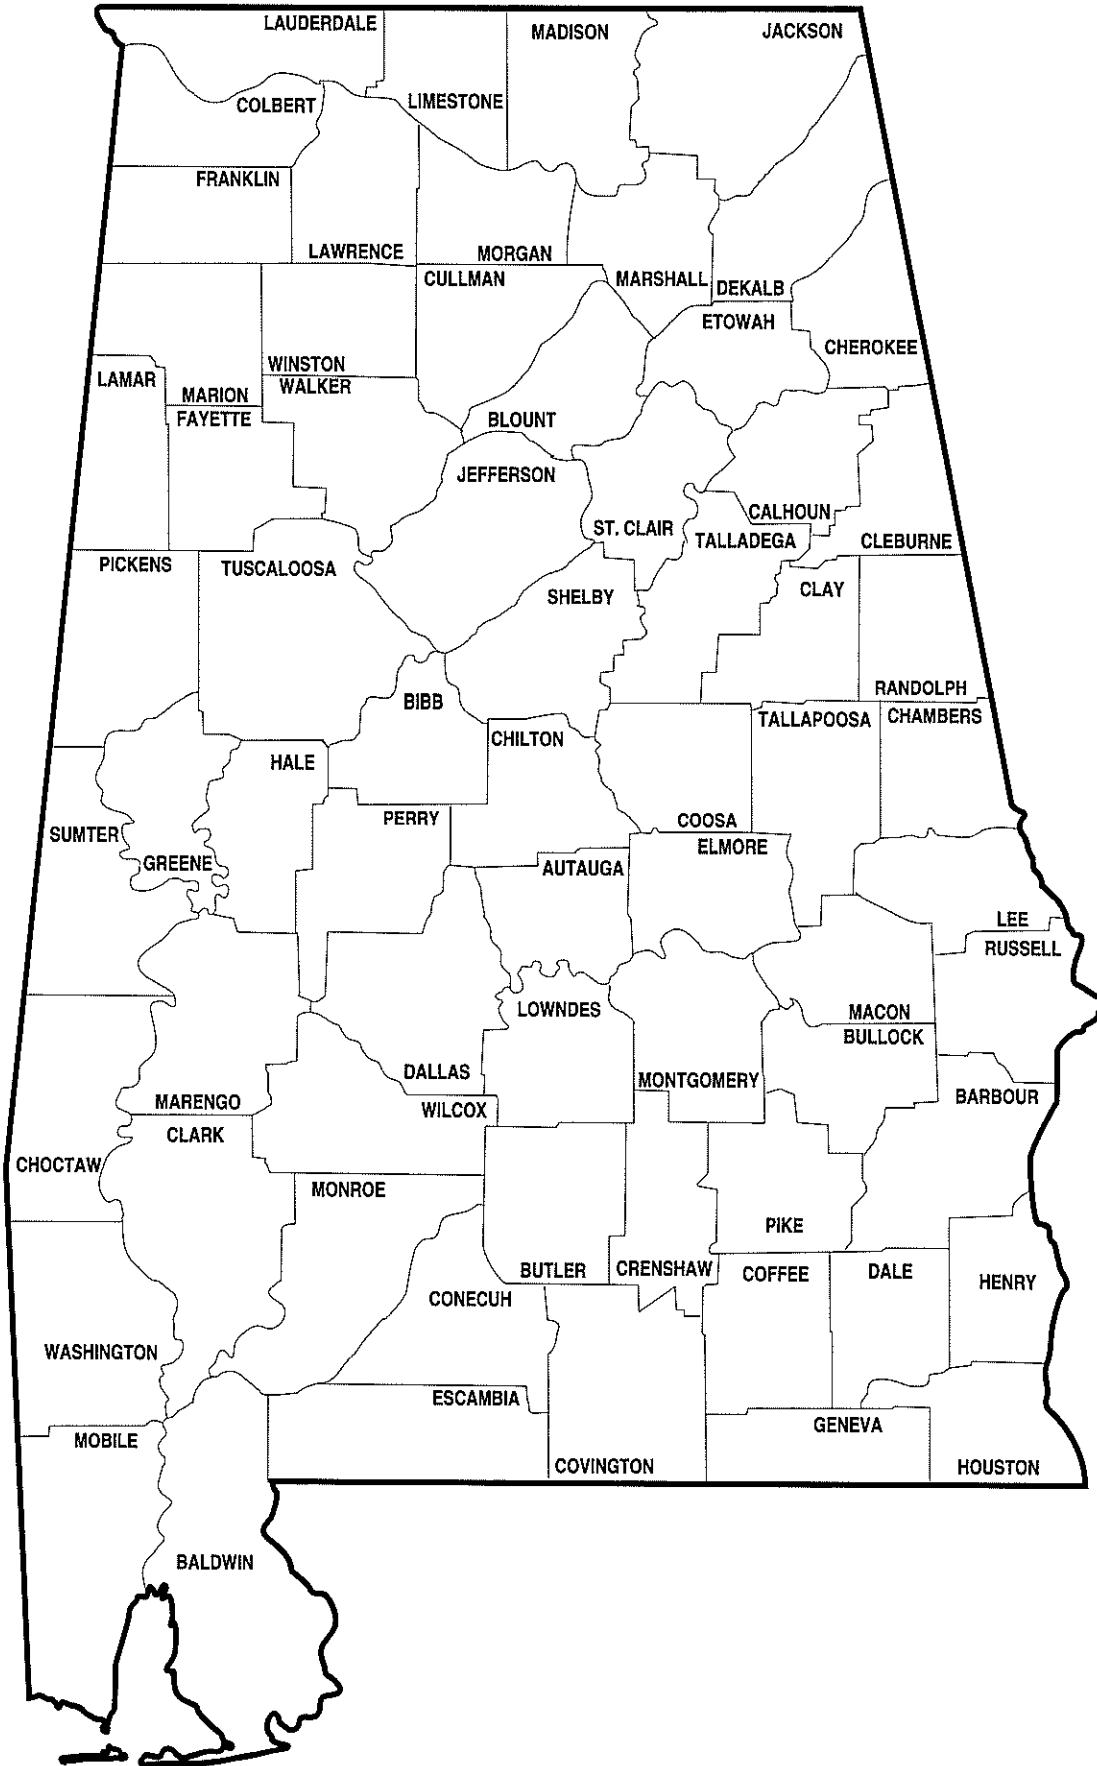 LAUDERDALE
MADISON
JACKSON
COLBERT
LIMESTONE
FRANKLIN
LAWRENCE
MORGAN
CULLMAN
MARSHALL
DEKALB
ETOWAH
CHEROKEE
WINSTON
LAMAR
MARION
WALKER
FAYETTE
BLOUNT
JEFFERSON
CALHOUN
ST. CLAIR
TALLADEGA
CLEBURNE
PICKENS
TUSCALOOSA
SHELBY
CLAY
RANDOLPH
BIBB
TALLAPOOSA
CHAMBERS
CHILTON
HALE
PERRY
COOSA
SUMTER
ELMORE
GREENE
AUTAUGA
LEE
RUSSELL
LOWNDES
MACON
BULLOCK
DALLAS
MONTGOMERY
BARBOUR
MARENGO
WILCOX
CLARK
CHOCTAW
MONROE
PIKE
BUTLER
CRENSHAW
COFFEE
DALE
HENRY
CONECUH
WASHINGTON
ESCAMBIA
GENEVA
MOBILE
COVINGTON
HOUSTON
BALDWIN